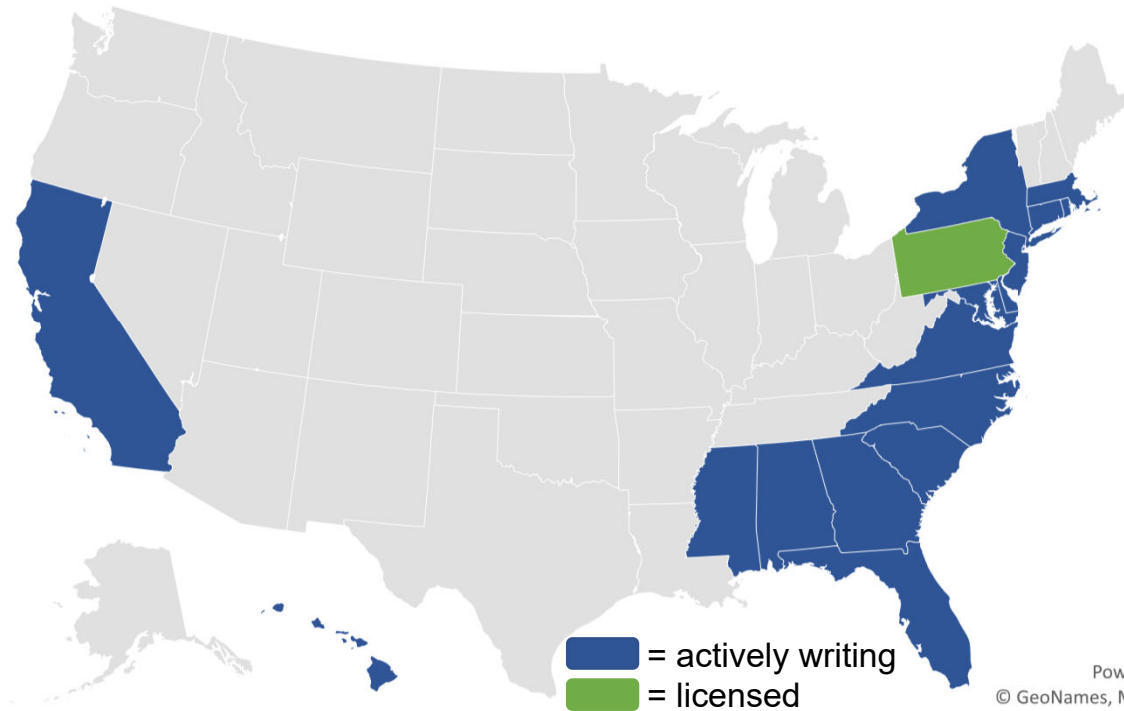 = actively writing
= licensed
Pow
© GeoNames, M